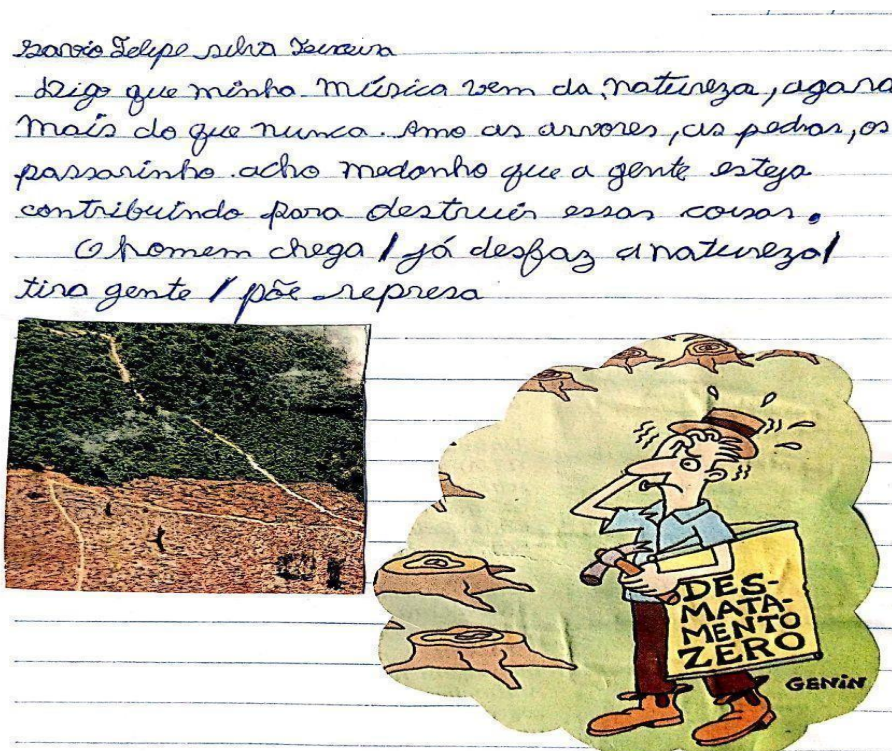 Felipe silva Teixeira
digo que minha música vem da natureza, agora
mais do que nunca. Amo as arvores, as pedras, os
passarinho. acho medonho que a gente esteja
contribuindo para destruir essas coisas.
O homem chega / já desfaz a natureza /
tira gente / põe represa
DES-
MATA-
MENTO
ZERO
GENiN